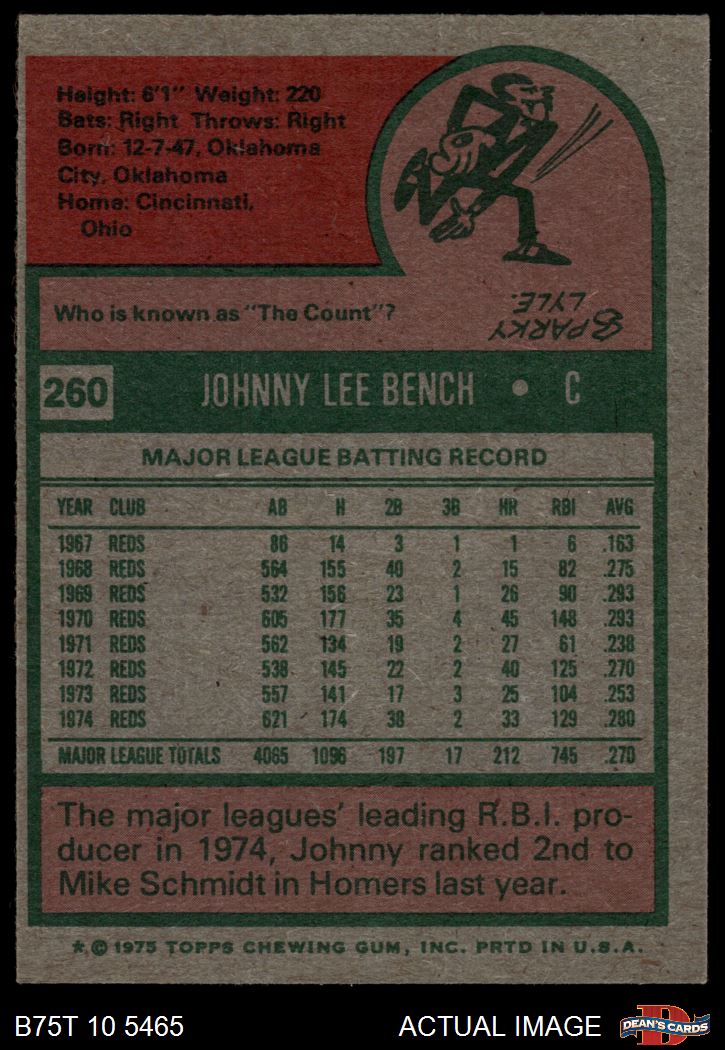 Height: 6'1" Weight: 220
Bats: Right Throws: Right
Born: 12-7-47, Oklahoma
City, Oklahoma
Home: Cincinnati,
Ohio
Who is known as "The Count"?
SPARKY
LYLE.
260 JOHNNY LEE BENCH • C
MAJOR LEAGUE BATTING RECORD
YEAR CLUB AB H 2B 3B HR RBI AVG
1967 REDS 86 14 3 1 1 6 .163
1968 REDS 564 155 40 2 15 82 .275
1969 REDS 532 156 23 1 26 90 .293
1970 REDS 605 177 35 4 45 148 .293
1971 REDS 562 134 19 2 27 61 .238
1972 REDS 538 145 22 2 40 125 .270
1973 REDS 557 141 17 3 25 104 .253
1974 REDS 621 174 38 2 33 129 .280
MAJOR LEAGUE TOTALS 4065 1096 197 17 212 745 .270
The major leagues' leading R.B.I. pro-
ducer in 1974, Johnny ranked 2nd to
Mike Schmidt in Homers last year.
*© 1975 TOPPS CHEWING GUM, INC. PRTD IN U.S.A.
B75T 10 5465 ACTUAL IMAGE DEAN'S CARDS